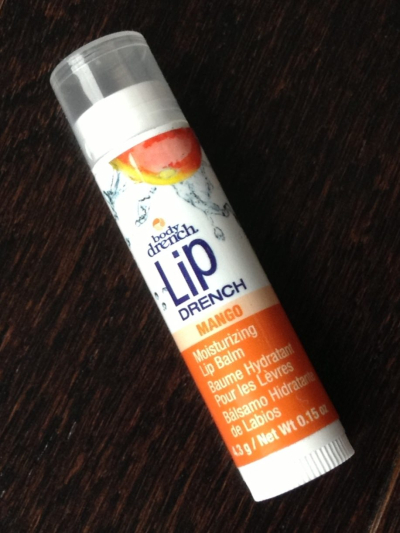 body
drench
Lip
DRENCH
MANGO
Moisturizing
Lip Balm
Baume Hydratant
Pour les Lèvres
Bálsamo Hidratante
de Labios
4.3 g / Net Wt 0.15 oz